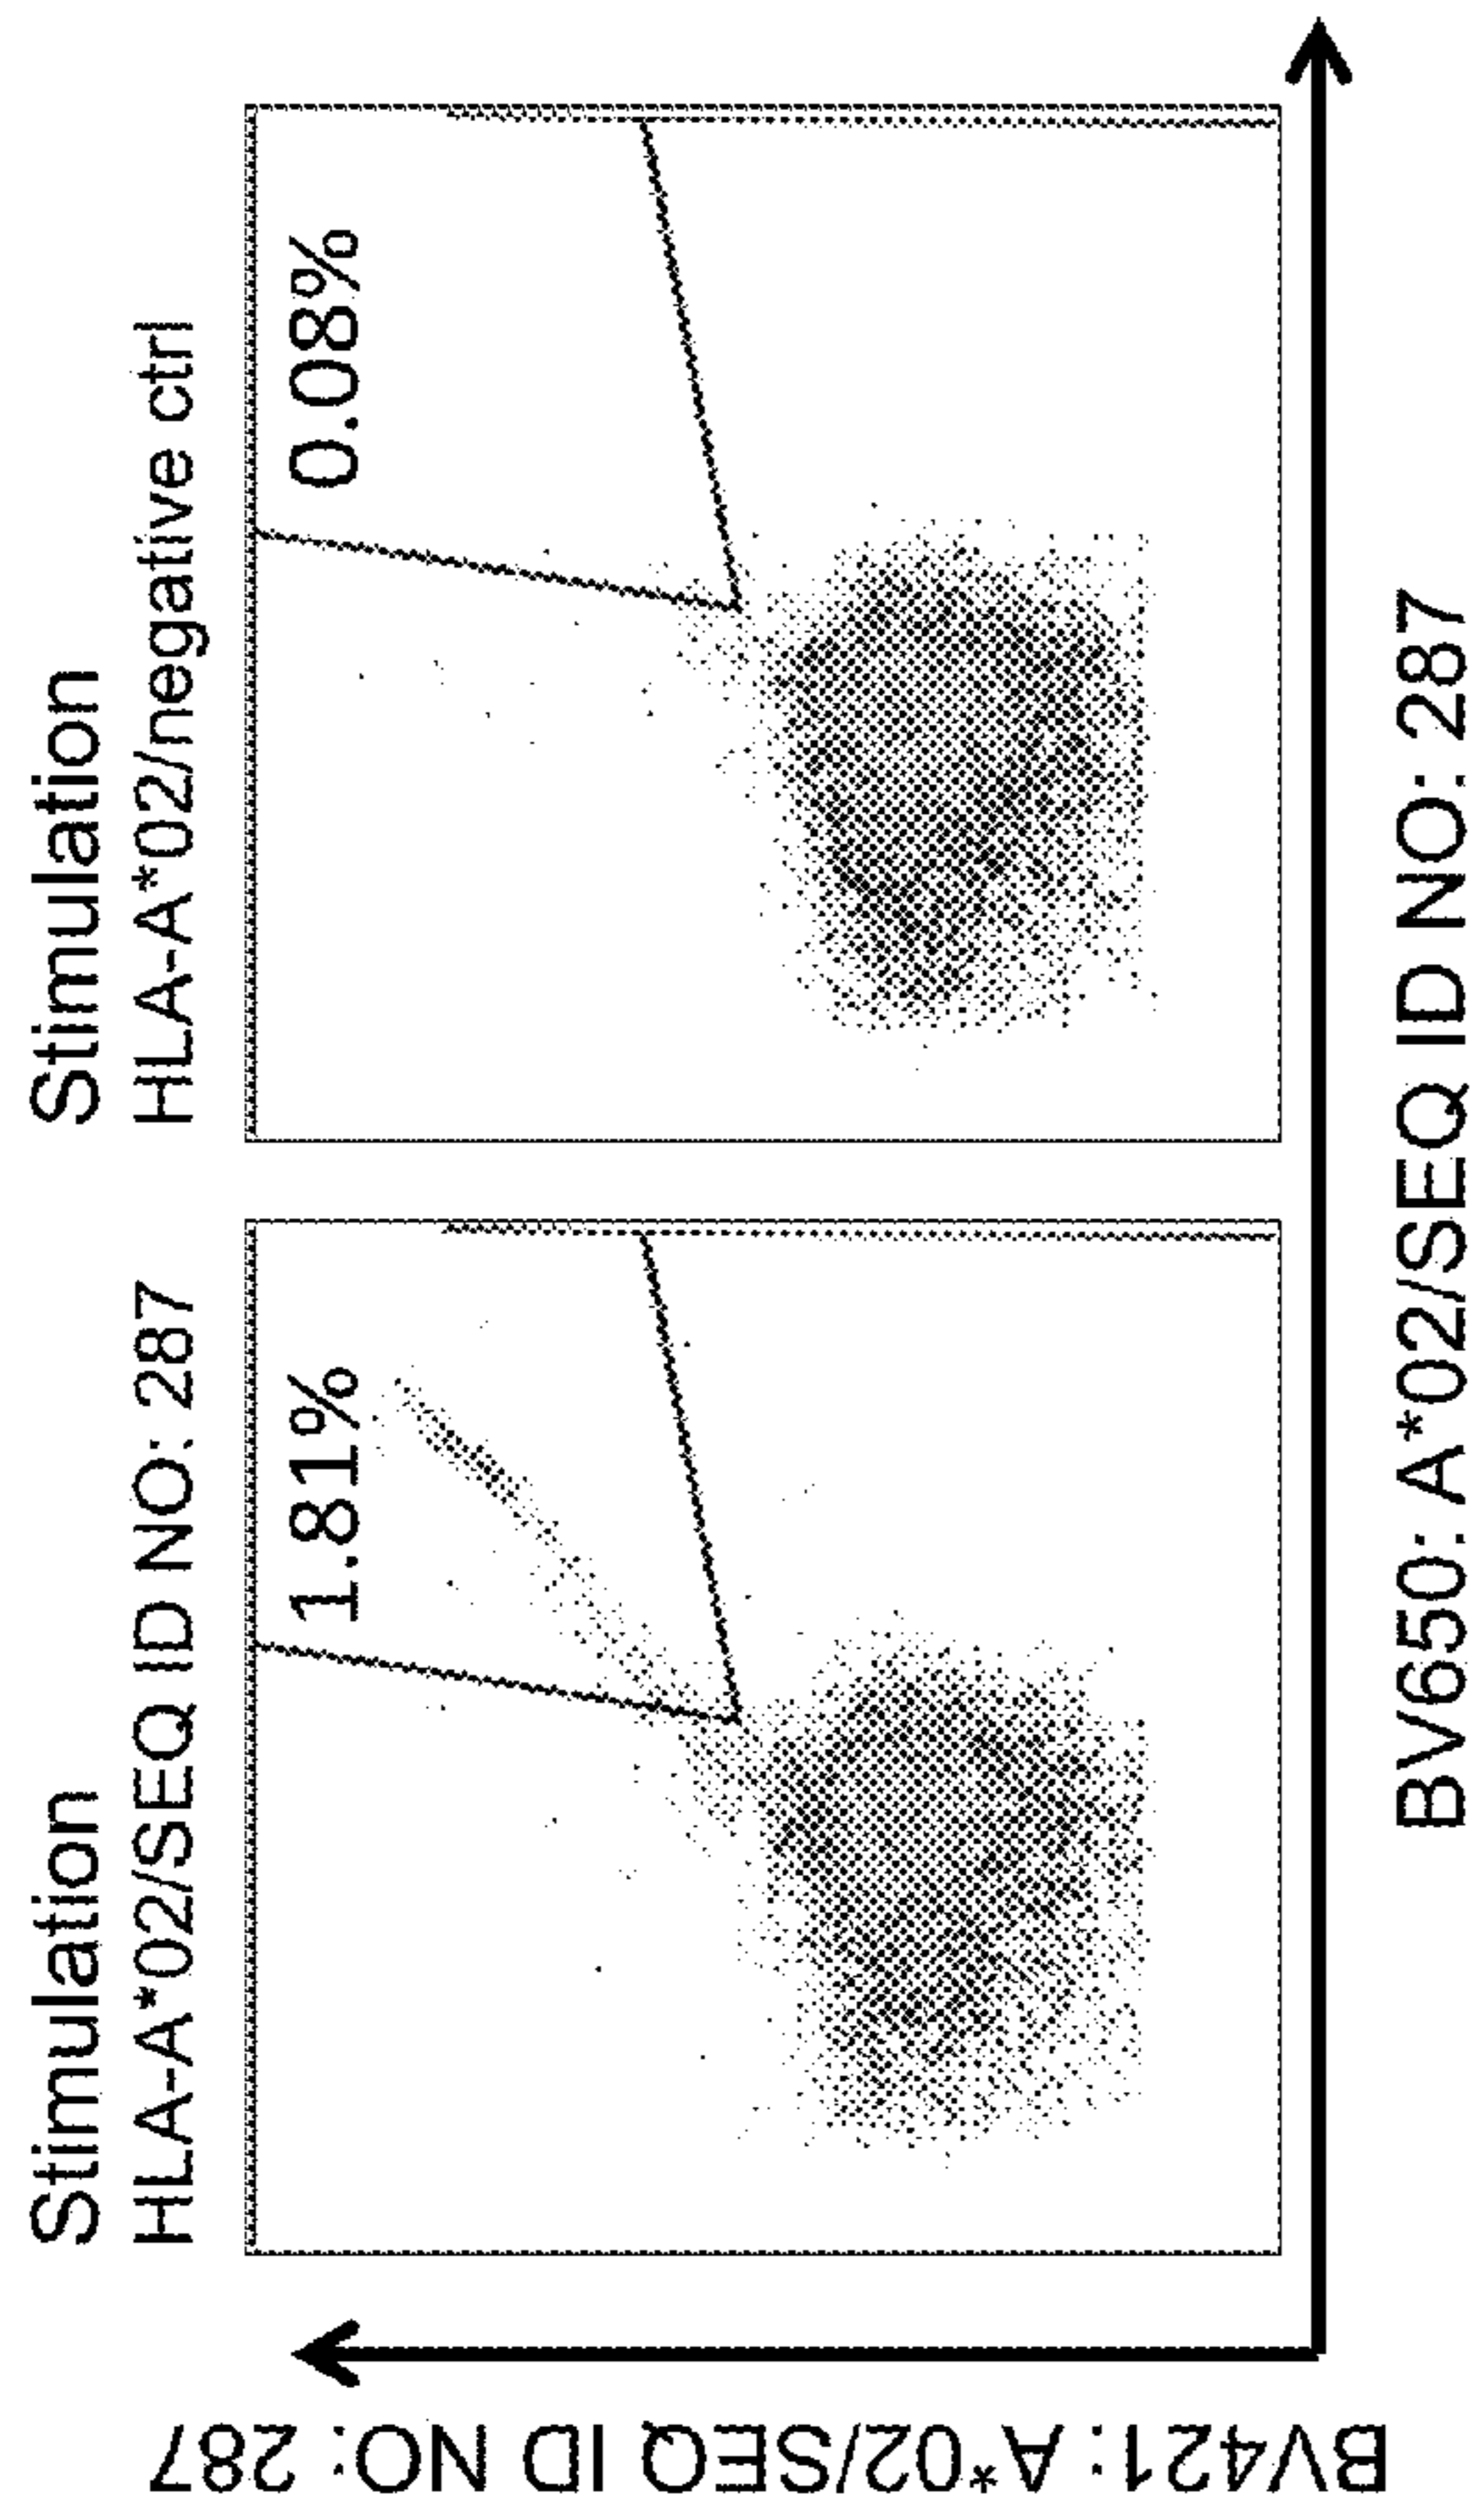 Stimulation
HLA-A*02/SEQ ID NO: 287
1.81%
Stimulation
HLA-A*02/negative ctrl
0.08%
BV421: A*02/SEQ ID NO: 287
BV650: A*02/SEQ ID NO: 287